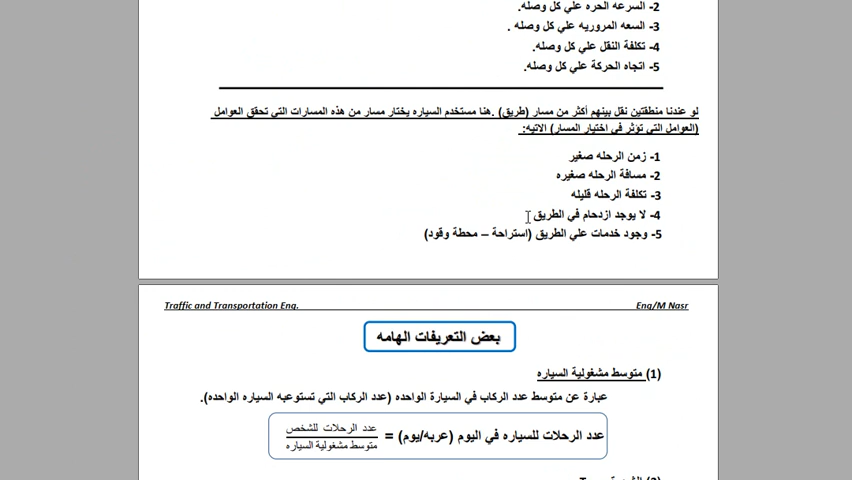 2- السرعه الحره علي كل وصله.
3- السعه المروريه علي كل وصله .
4- تكلفة النقل علي كل وصله.
5- اتجاه الحركة علي كل وصله.
لو عندنا منطقتين نقل بينهم أكثر من مسار (طريق) .هنا مستخدم السياره يختار مسار من هذه المسارات التي تحقق العوامل
(العوامل التي تؤثر في اختيار المسار) الاتيه:
1- زمن الرحله صغير
2- مسافة الرحله صغيره
3- تكلفة الرحله قليله
4- لا يوجد ازدحام في الطريق
5- وجود خدمات علي الطريق (استراحة – محطة وقود)
Traffic and Transportation Eng. Eng/M Nasr
بعض التعريفات الهامه
(1) متوسط مشغولية السياره
عبارة عن متوسط عدد الركاب في السيارة الواحده (عدد الركاب التي تستوعبه السياره الواحده).
عدد الرحلات للسياره في اليوم (عربه/يوم) = عدد الرحلات للشخص
متوسط مشغولية السياره